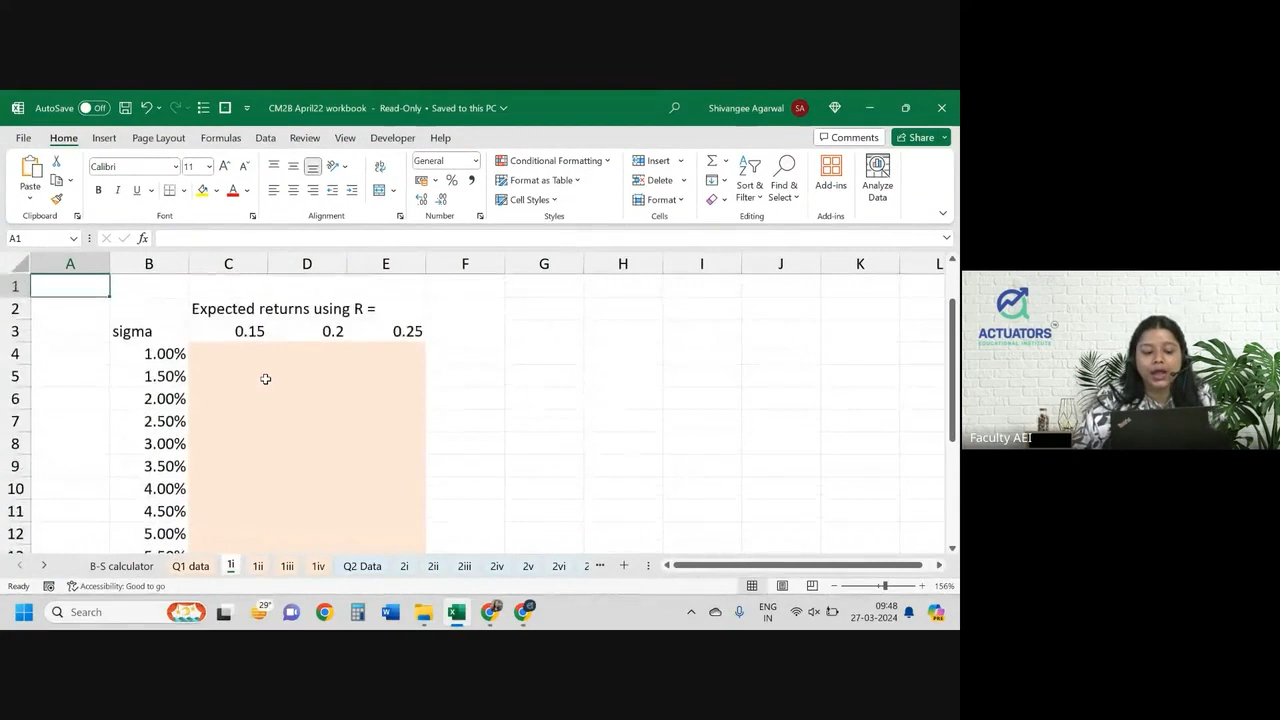 AutoSave Off CM2B April22 workbook - Read-Only • Saved to this PC Shivangee Agarwal SA
File Home Insert Page Layout Formulas Data Review View Developer Help Comments Share
Paste Calibri 11 General Conditional Formatting Insert
Format as Table Delete Sort & Filter Find & Select Add-ins Analyze Data
B I U Cell Styles Format
Clipboard Font Alignment Number Styles Cells Editing Add-ins
A1 fx
A B C D E F G H I J K L
1
2 Expected returns using R =
3 sigma 0.15 0.2 0.25
4 1.00%
5 1.50%
6 2.00%
7 2.50%
8 3.00%
9 3.50%
10 4.00%
11 4.50%
12 5.00%
B-S calculator Q1 data 1i 1ii 1iii 1iv Q2 Data 2i 2ii 2iii 2iv 2v 2vi 2 ...
Ready Accessibility: Good to go 156%
Search 29° ENG IN 09:48 27-03-2024
ACTUATORS
EDUCATIONAL INSTITUTE
Faculty AEI